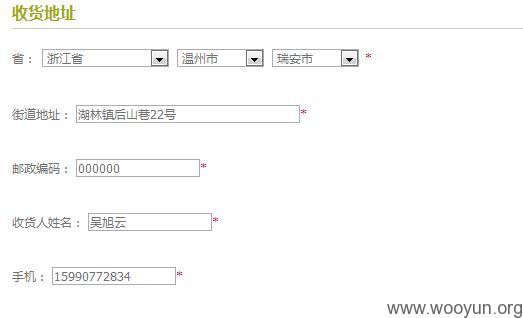 收货地址
省： 浙江省 温州市 瑞安市 *
街道地址： 湖林镇后山巷22号*
邮政编码： 000000*
收货人姓名： 吴旭云*
手机： 15990772834*
www.wooyun.org